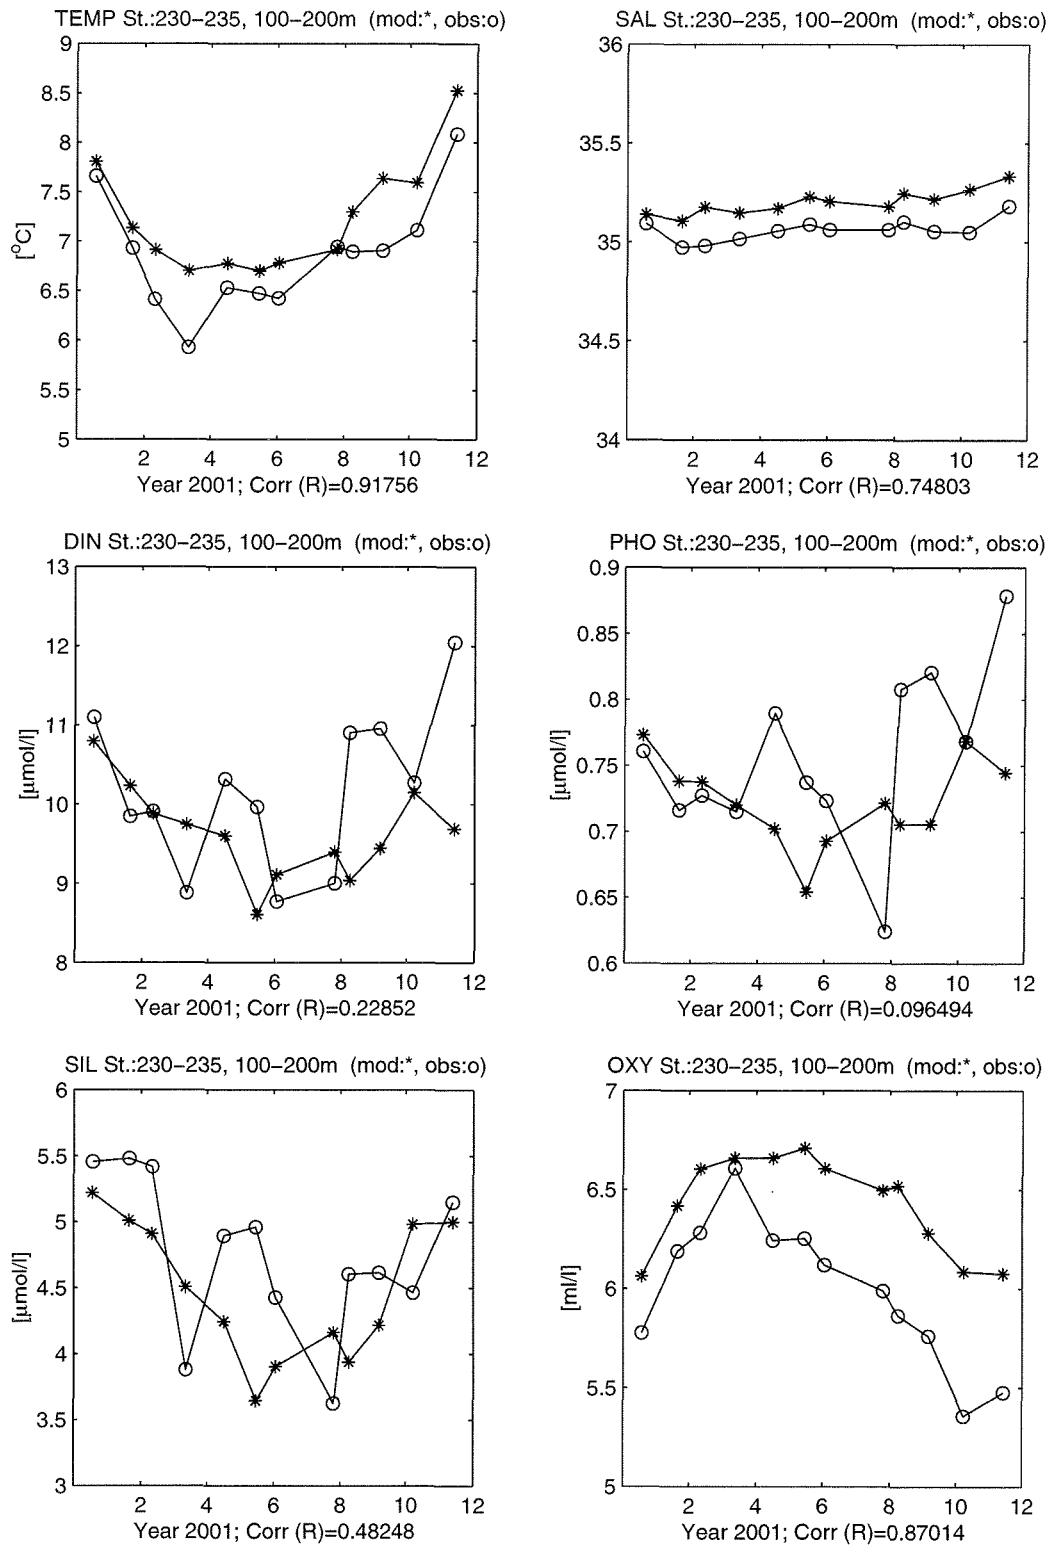 TEMP St.:230−235, 100−200m (mod:*, obs:o)
9
8.5
8
7.5
7
6.5
6
5.5
5
[°C]
2 4 6 8 10 12
Year 2001; Corr (R)=0.91756
SAL St.:230−235, 100−200m (mod:*, obs:o)
36
35.5
35
34.5
34
2 4 6 8 10 12
Year 2001; Corr (R)=0.74803
DIN St.:230−235, 100−200m (mod:*, obs:o)
13
12
11
10
9
8
[µmol/l]
2 4 6 8 10 12
Year 2001; Corr (R)=0.22852
PHO St.:230−235, 100−200m (mod:*, obs:o)
0.9
0.85
0.8
0.75
0.7
0.65
0.6
[µmol/l]
2 4 6 8 10 12
Year 2001; Corr (R)=0.096494
SIL St.:230−235, 100−200m (mod:*, obs:o)
6
5.5
5
4.5
4
3.5
3
[µmol/l]
2 4 6 8 10 12
Year 2001; Corr (R)=0.48248
OXY St.:230−235, 100−200m (mod:*, obs:o)
7
6.5
6
5.5
5
[ml/l]
2 4 6 8 10 12
Year 2001; Corr (R)=0.87014